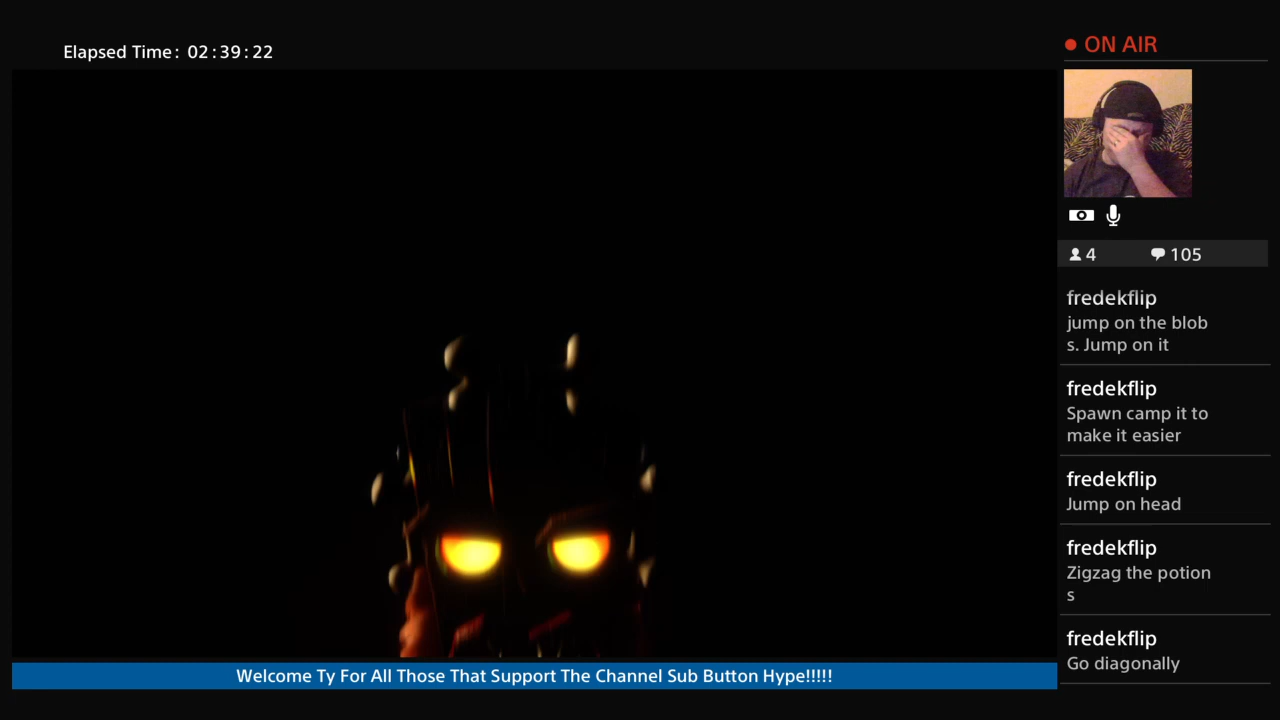 Elapsed Time: 02:39:22
ON AIR
4 105
fredekflip
jump on the blob
s. Jump on it
fredekflip
Spawn camp it to
make it easier
fredekflip
Jump on head
fredekflip
Zigzag the potion
s
fredekflip
Go diagonally
Welcome Ty For All Those That Support The Channel Sub Button Hype!!!!!